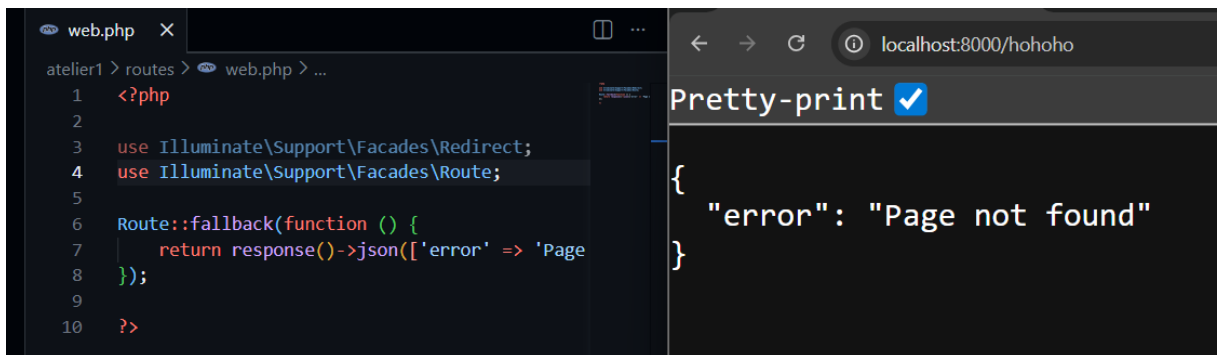 web.php
atelier1 > routes > web.php > ...
1 <?php
2
3 use Illuminate\Support\Facades\Redirect;
4 use Illuminate\Support\Facades\Route;
5
6 Route::fallback(function () {
7 return response()->json(['error' => 'Page
8 });
9
10 ?>
localhost:8000/hohoho
Pretty-print
{
"error": "Page not found"
}